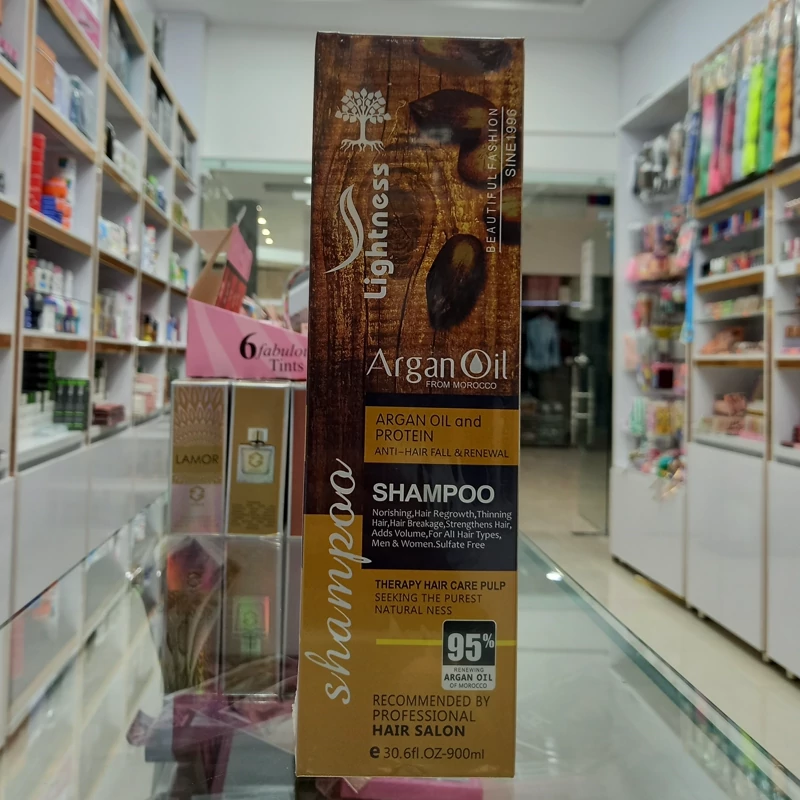 Lightness
BEAUTIFUL FASHION
SINE1996
Argan Oil
FROM MOROCCO
ARGAN OIL and
PROTEIN
ANTI-HAIR FALL & RENEWAL
SHAMPOO
Norishing,Hair Regrowth,Thinning
Hair,Hair Breakage,Strengthens Hair,
Adds Volume,For All Hair Types,
Men & Women.Sulfate Free
shampoo
THERAPY HAIR CARE PULP
SEEKING THE PUREST
NATURAL NESS
95%
RENEWING
ARGAN OIL
OF MOROCCO
RECOMMENDED BY
PROFESSIONAL
HAIR SALON
e 30.6fl.OZ-900ml
6 fabulou
Tints
LAMOR